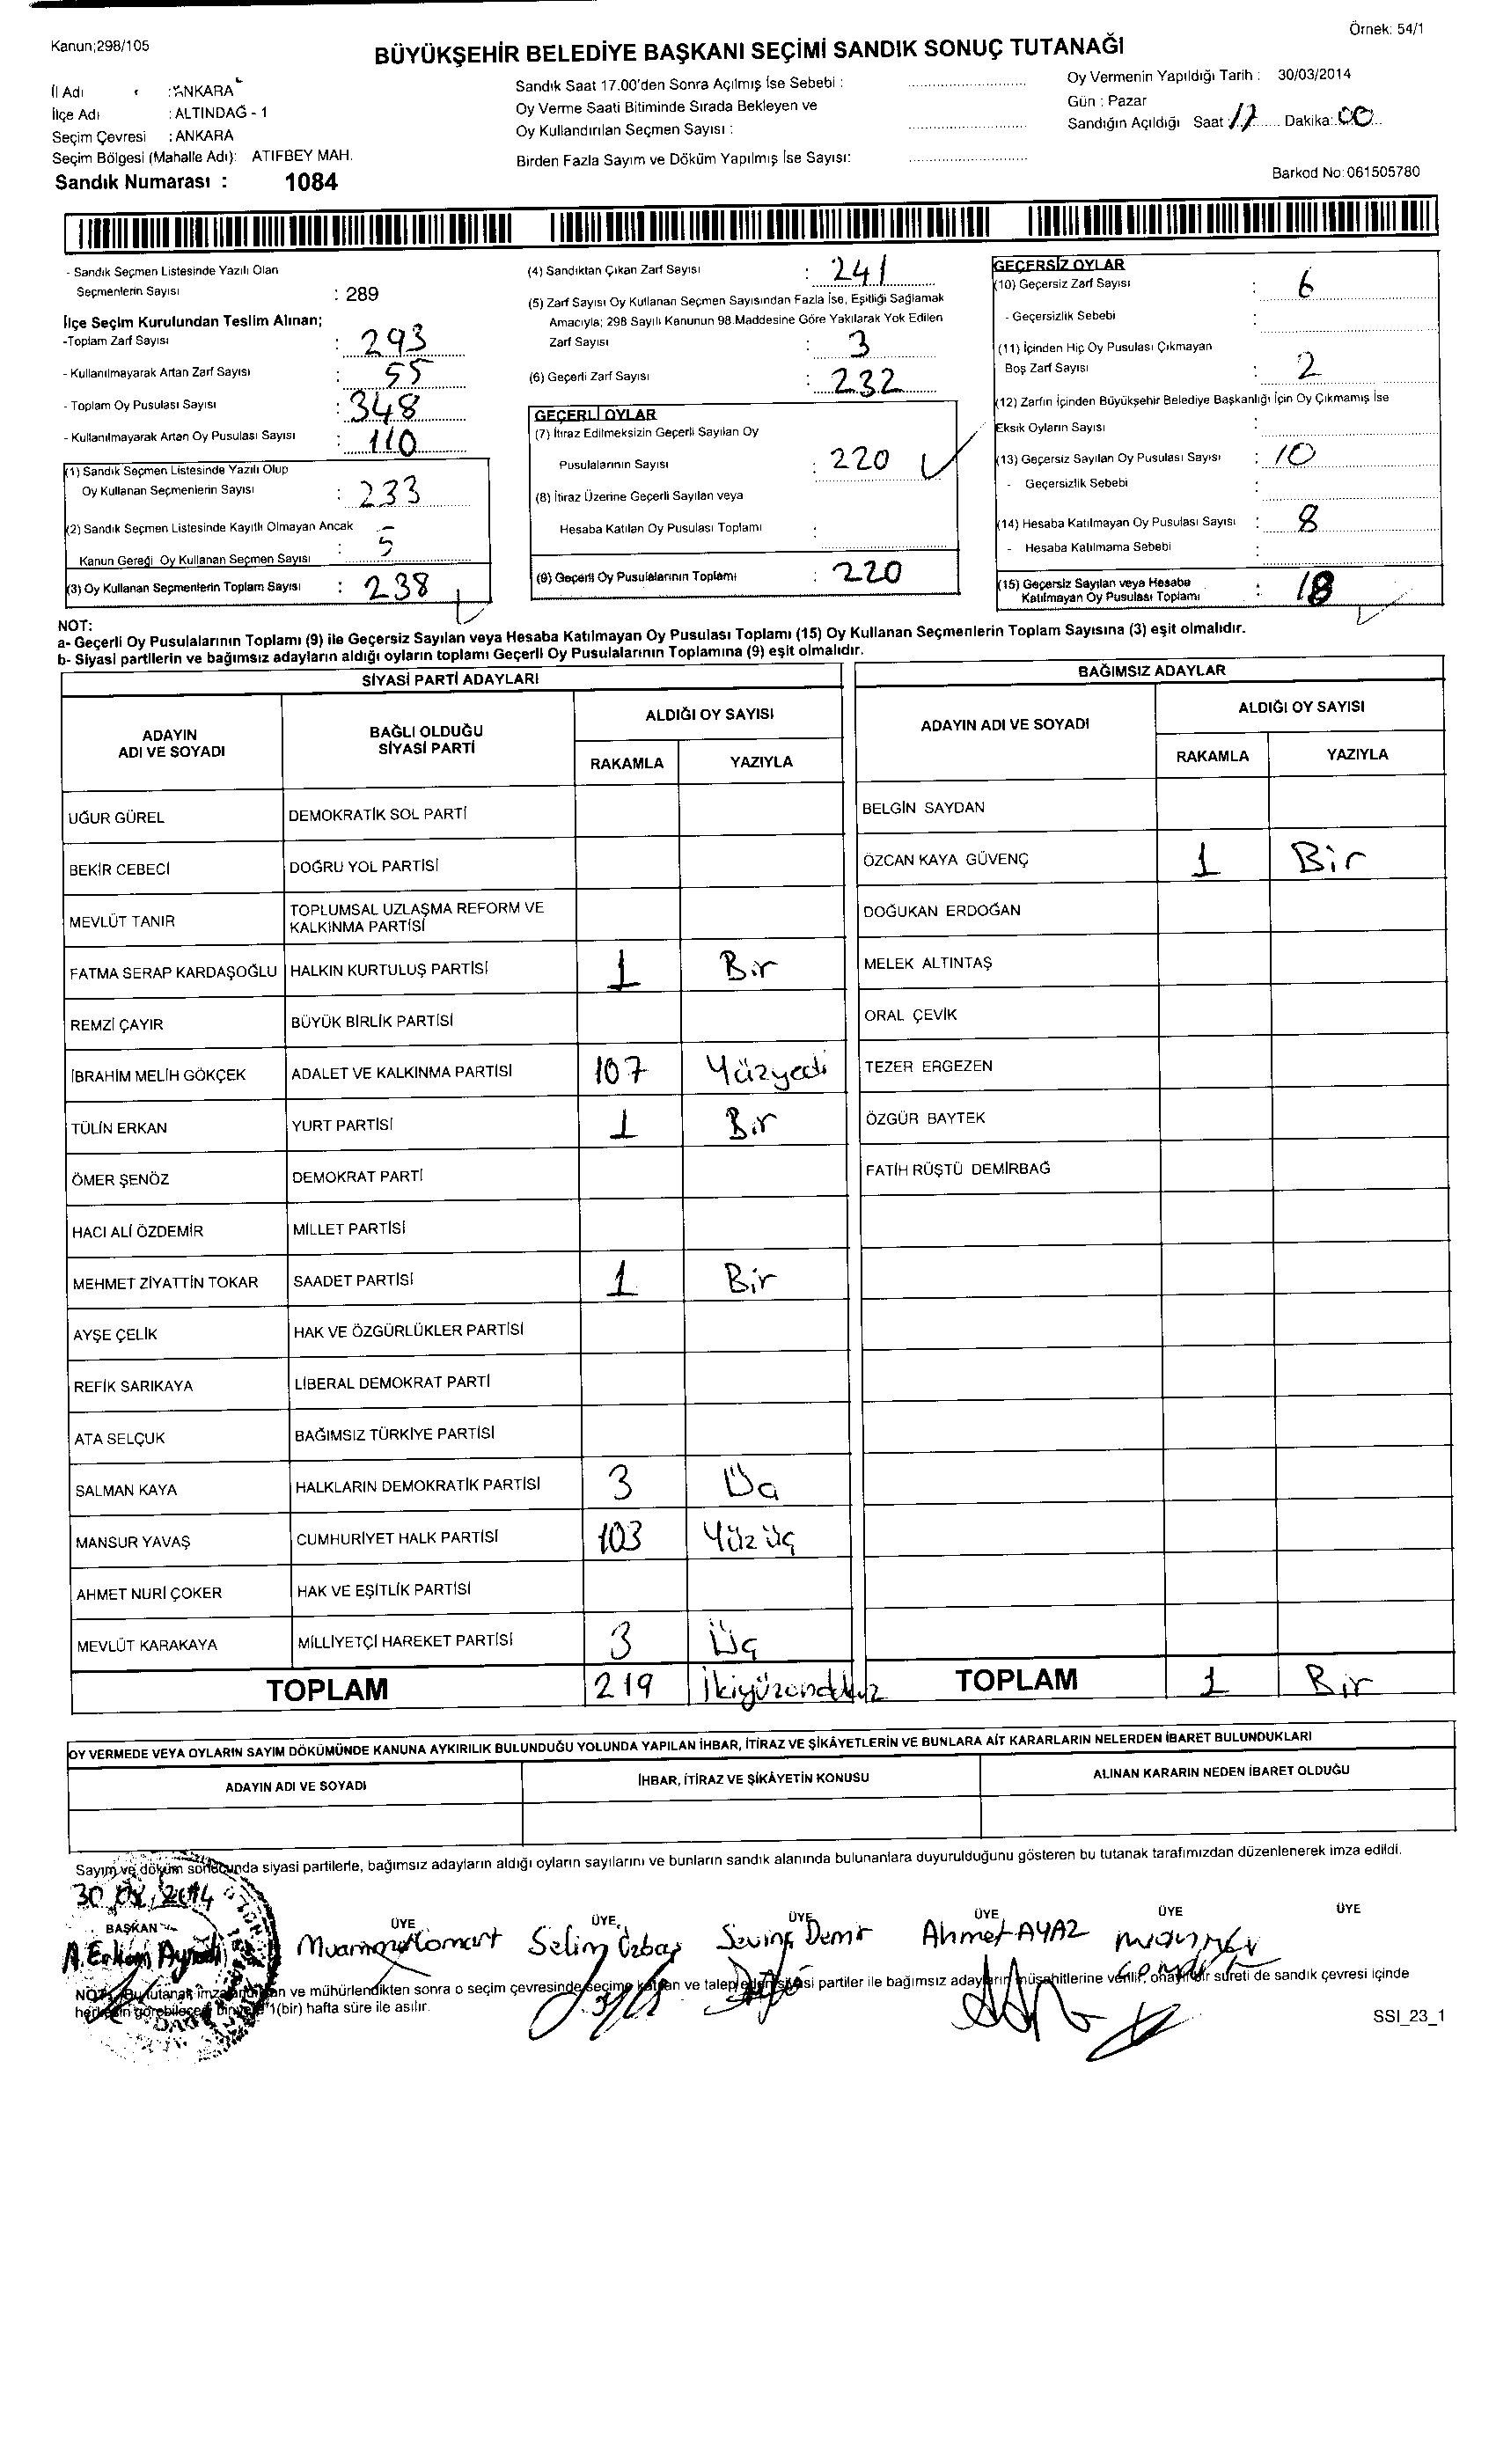 Kanun;298/105
Örnek: 54/1
BÜYÜKŞEHİR BELEDİYE BAŞKANI SEÇİMİ SANDIK SONUÇ TUTANAĞI
İl Adı : ANKARA
İlçe Adı : ALTINDAĞ - 1
Seçim Çevresi : ANKARA
Seçim Bölgesi (Mahalle Adı): ATIFBEY MAH.
Sandık Numarası : 1084
Sandık Saat 17.00'den Sonra Açılmış İse Sebebi :
Oy Verme Saati Bitiminde Sırada Bekleyen ve
Oy Kullandırılan Seçmen Sayısı :
Birden Fazla Sayım ve Döküm Yapılmış İse Sayısı:
Oy Vermenin Yapıldığı Tarih : 30/03/2014
Gün : Pazar
Sandığın Açıldığı Saat : 17 Dakika: 00
Barkod No:061505780
- Sandık Seçmen Listesinde Yazılı Olan
Seçmenlerin Sayısı : 289
İlçe Seçim Kurulundan Teslim Alınan;
-Toplam Zarf Sayısı : 293
- Kullanılmayarak Artan Zarf Sayısı : 55
- Toplam Oy Pusulası Sayısı : 348
- Kullanılmayarak Artan Oy Pusulası Sayısı : 110
(1) Sandık Seçmen Listesinde Yazılı Olup
Oy Kullanan Seçmenlerin Sayısı : 233
(2) Sandık Seçmen Listesinde Kayıtlı Olmayan Ancak
Kanun Gereği Oy Kullanan Seçmen Sayısı : 5
(3) Oy Kullanan Seçmenlerin Toplam Sayısı : 238
(4) Sandıktan Çıkan Zarf Sayısı : 241
(5) Zarf Sayısı Oy Kullanan Seçmen Sayısından Fazla İse, Eşitliği Sağlamak
Amacıyla; 298 Sayılı Kanunun 98.Maddesine Göre Yakılarak Yok Edilen
Zarf Sayısı : 3
(6) Geçerli Zarf Sayısı : 232
GEÇERLİ OYLAR
(7) İtiraz Edilmeksizin Geçerli Sayılan Oy
Pusulalarının Sayısı : 220
(8) İtiraz Üzerine Geçerli Sayılan veya
Hesaba Katılan Oy Pusulası Toplamı :
(9) Geçerli Oy Pusulalarının Toplamı : 220
GEÇERSİZ OYLAR
(10) Geçersiz Zarf Sayısı : 6
- Geçersizlik Sebebi :
(11) İçinden Hiç Oy Pusulası Çıkmayan
Boş Zarf Sayısı : 2
(12) Zarfın İçinden Büyükşehir Belediye Başkanlığı İçin Oy Çıkmamış İse
Eksik Oyların Sayısı :
(13) Geçersiz Sayılan Oy Pusulası Sayısı : 10
- Geçersizlik Sebebi :
(14) Hesaba Katılmayan Oy Pusulası Sayısı : 8
- Hesaba Katılmama Sebebi :
(15) Geçersiz Sayılan veya Hesaba
Katılmayan Oy Pusulası Toplamı : 18
NOT:
a- Geçerli Oy Pusulalarının Toplamı (9) ile Geçersiz Sayılan veya Hesaba Katılmayan Oy Pusulası Toplamı (15) Oy Kullanan Seçmenlerin Toplam Sayısına (3) eşit olmalıdır.
b- Siyasi partilerin ve bağımsız adayların aldığı oyların toplamı Geçerli Oy Pusulalarının Toplamına (9) eşit olmalıdır.
SİYASİ PARTİ ADAYLARI
ADAYIN ADI VE SOYADI BAĞLI OLDUĞU SİYASİ PARTİ ALDIĞI OY SAYISI
RAKAMLA YAZIYLA
UĞUR GÜREL DEMOKRATİK SOL PARTİ
BEKİR CEBECİ DOĞRU YOL PARTİSİ
MEVLÜT TANIR TOPLUMSAL UZLAŞMA REFORM VE KALKINMA PARTİSİ
FATMA SERAP KARDAŞOĞLU HALKIN KURTULUŞ PARTİSİ 1 Bir
REMZİ ÇAYIR BÜYÜK BİRLİK PARTİSİ
İBRAHİM MELİH GÖKÇEK ADALET VE KALKINMA PARTİSİ 107 Yüzyedi
TÜLİN ERKAN YURT PARTİSİ 1 Bir
ÖMER ŞENÖZ DEMOKRAT PARTİ
HACI ALİ ÖZDEMİR MİLLET PARTİSİ
MEHMET ZİYATTİN TOKAR SAADET PARTİSİ 1 Bir
AYŞE ÇELİK HAK VE ÖZGÜRLÜKLER PARTİSİ
REFİK SARIKAYA LİBERAL DEMOKRAT PARTİ
ATA SELÇUK BAĞIMSIZ TÜRKİYE PARTİSİ
SALMAN KAYA HALKLARIN DEMOKRATİK PARTİSİ 3 Üç
MANSUR YAVAŞ CUMHURİYET HALK PARTİSİ 103 Yüz üç
AHMET NURİ ÇOKER HAK VE EŞİTLİK PARTİSİ
MEVLÜT KARAKAYA MİLLİYETÇİ HAREKET PARTİSİ 3 Üç
TOPLAM 219 İkiyüzondokuz
BAĞIMSIZ ADAYLAR
ADAYIN ADI VE SOYADI ALDIĞI OY SAYISI
RAKAMLA YAZIYLA
BELGİN SAYDAN
ÖZCAN KAYA GÜVENÇ 1 Bir
DOĞUKAN ERDOĞAN
MELEK ALTINTAŞ
ORAL ÇEVİK
TEZER ERGEZEN
ÖZGÜR BAYTEK
FATİH RÜŞTÜ DEMİRBAĞ
TOPLAM 1 Bir
OY VERMEDE VEYA OYLARIN SAYIM DÖKÜMÜNDE KANUNA AYKIRILIK BULUNDUĞU YOLUNDA YAPILAN İHBAR, İTİRAZ VE ŞİKÂYETLERİN VE BUNLARA AİT KARARLARIN NELERDEN İBARET BULUNDUKLARI
ADAYIN ADI VE SOYADI İHBAR, İTİRAZ VE ŞİKÂYETİN KONUSU ALINAN KARARIN NEDEN İBARET OLDUĞU
Sayım ve döküm sonucunda siyasi partilerle, bağımsız adayların aldığı oyların sayılarını ve bunların sandık alanında bulunanlara duyurulduğunu gösteren bu tutanak tarafımızdan düzenlenerek imza edildi.
BAŞKAN ÜYE ÜYE ÜYE ÜYE ÜYE ÜYE
Selim Sevinç Demir Ahmet AYAZ
NOT: Bu tutanak imzalandıktan ve mühürlendikten sonra o seçim çevresinde seçime katılan ve talep eden siyasi partiler ile bağımsız adayların müşahitlerine verilir, onaylı bir sureti de sandık çevresi içinde
herkesin görebileceği bir yere 1(bir) hafta süre ile asılır.
SSI_23_1